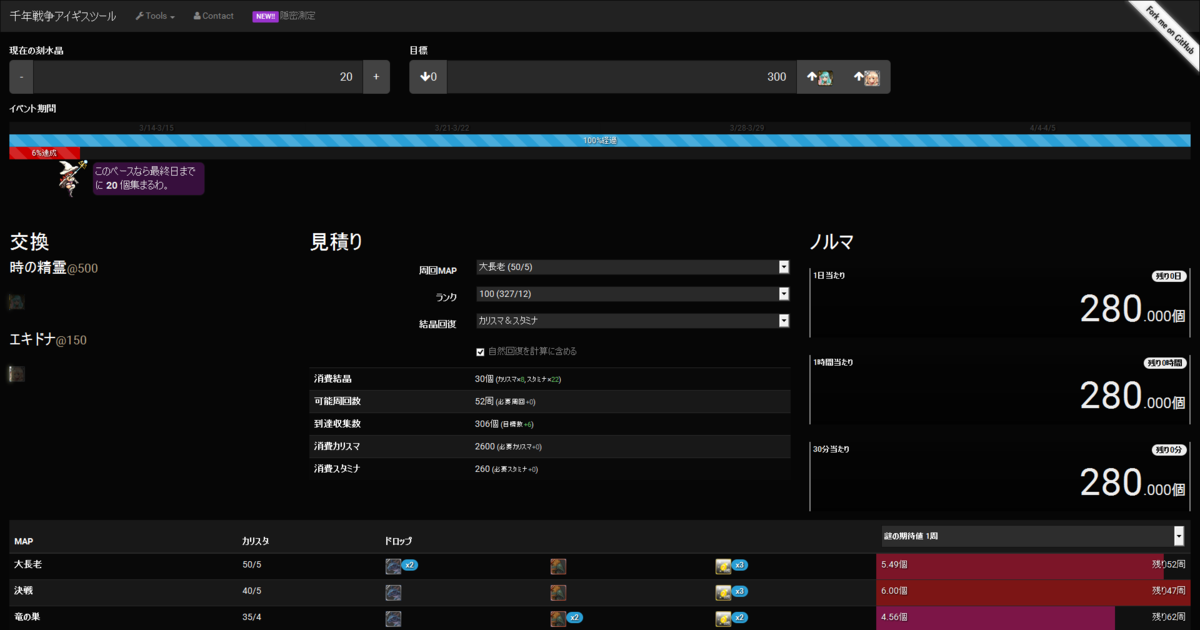 千年戦争アイギスツール Tools Contact NEW!! 隠密測定
Fork me on GitHub
現在の刻水晶 目標
- 20 + 0 300
イベント期間
3/14-3/15 3/21-3/22 3/28-3/29 4/4-4/5
100%経過
6%達成
このペースなら最終日まで
に 20 個集まるわ。
交換
時の精霊@500
エキドナ@150
見積り
周回MAP 大長老 (50/5)
ランク 100 (327/12)
結晶回復 カリスマ&スタミナ
自然回復を計算に含める
消費結晶 30個 (カリスマ×8,スタミナ×22)
可能周回数 52周 (必要周回+0)
到達収集数 306個 (目標数+6)
消費カリスマ 2600 (必要カリスマ+0)
消費スタミナ 260 (必要スタミナ+0)
ノルマ
1日当たり 残り0日
280.000個
1時間当たり 残り0時間
280.000個
30分当たり 残り0分
280.000個
MAP カリスタ ドロップ 謎の期待値 1周
大長老 50/5 x2 x3 5.49個 残り52周
決戦 40/5 x3 6.00個 残り47周
竜の巣 35/4 x2 x2 4.56個 残り62周